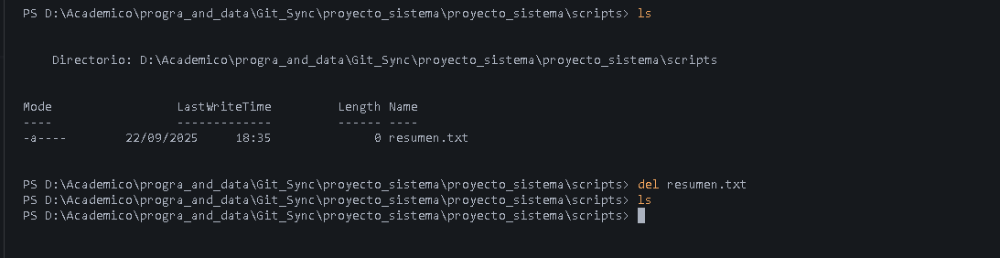 PS D:\Academico\progra_and_data\Git_Sync\proyecto_sistema\proyecto_sistema\scripts> ls
Directorio: D:\Academico\progra_and_data\Git_Sync\proyecto_sistema\proyecto_sistema\scripts
Mode                 LastWriteTime         Length Name
----                 -------------         ------ ----
-a----        22/09/2025     18:35              0 resumen.txt
PS D:\Academico\progra_and_data\Git_Sync\proyecto_sistema\proyecto_sistema\scripts> del resumen.txt
PS D:\Academico\progra_and_data\Git_Sync\proyecto_sistema\proyecto_sistema\scripts> ls
PS D:\Academico\progra_and_data\Git_Sync\proyecto_sistema\proyecto_sistema\scripts>